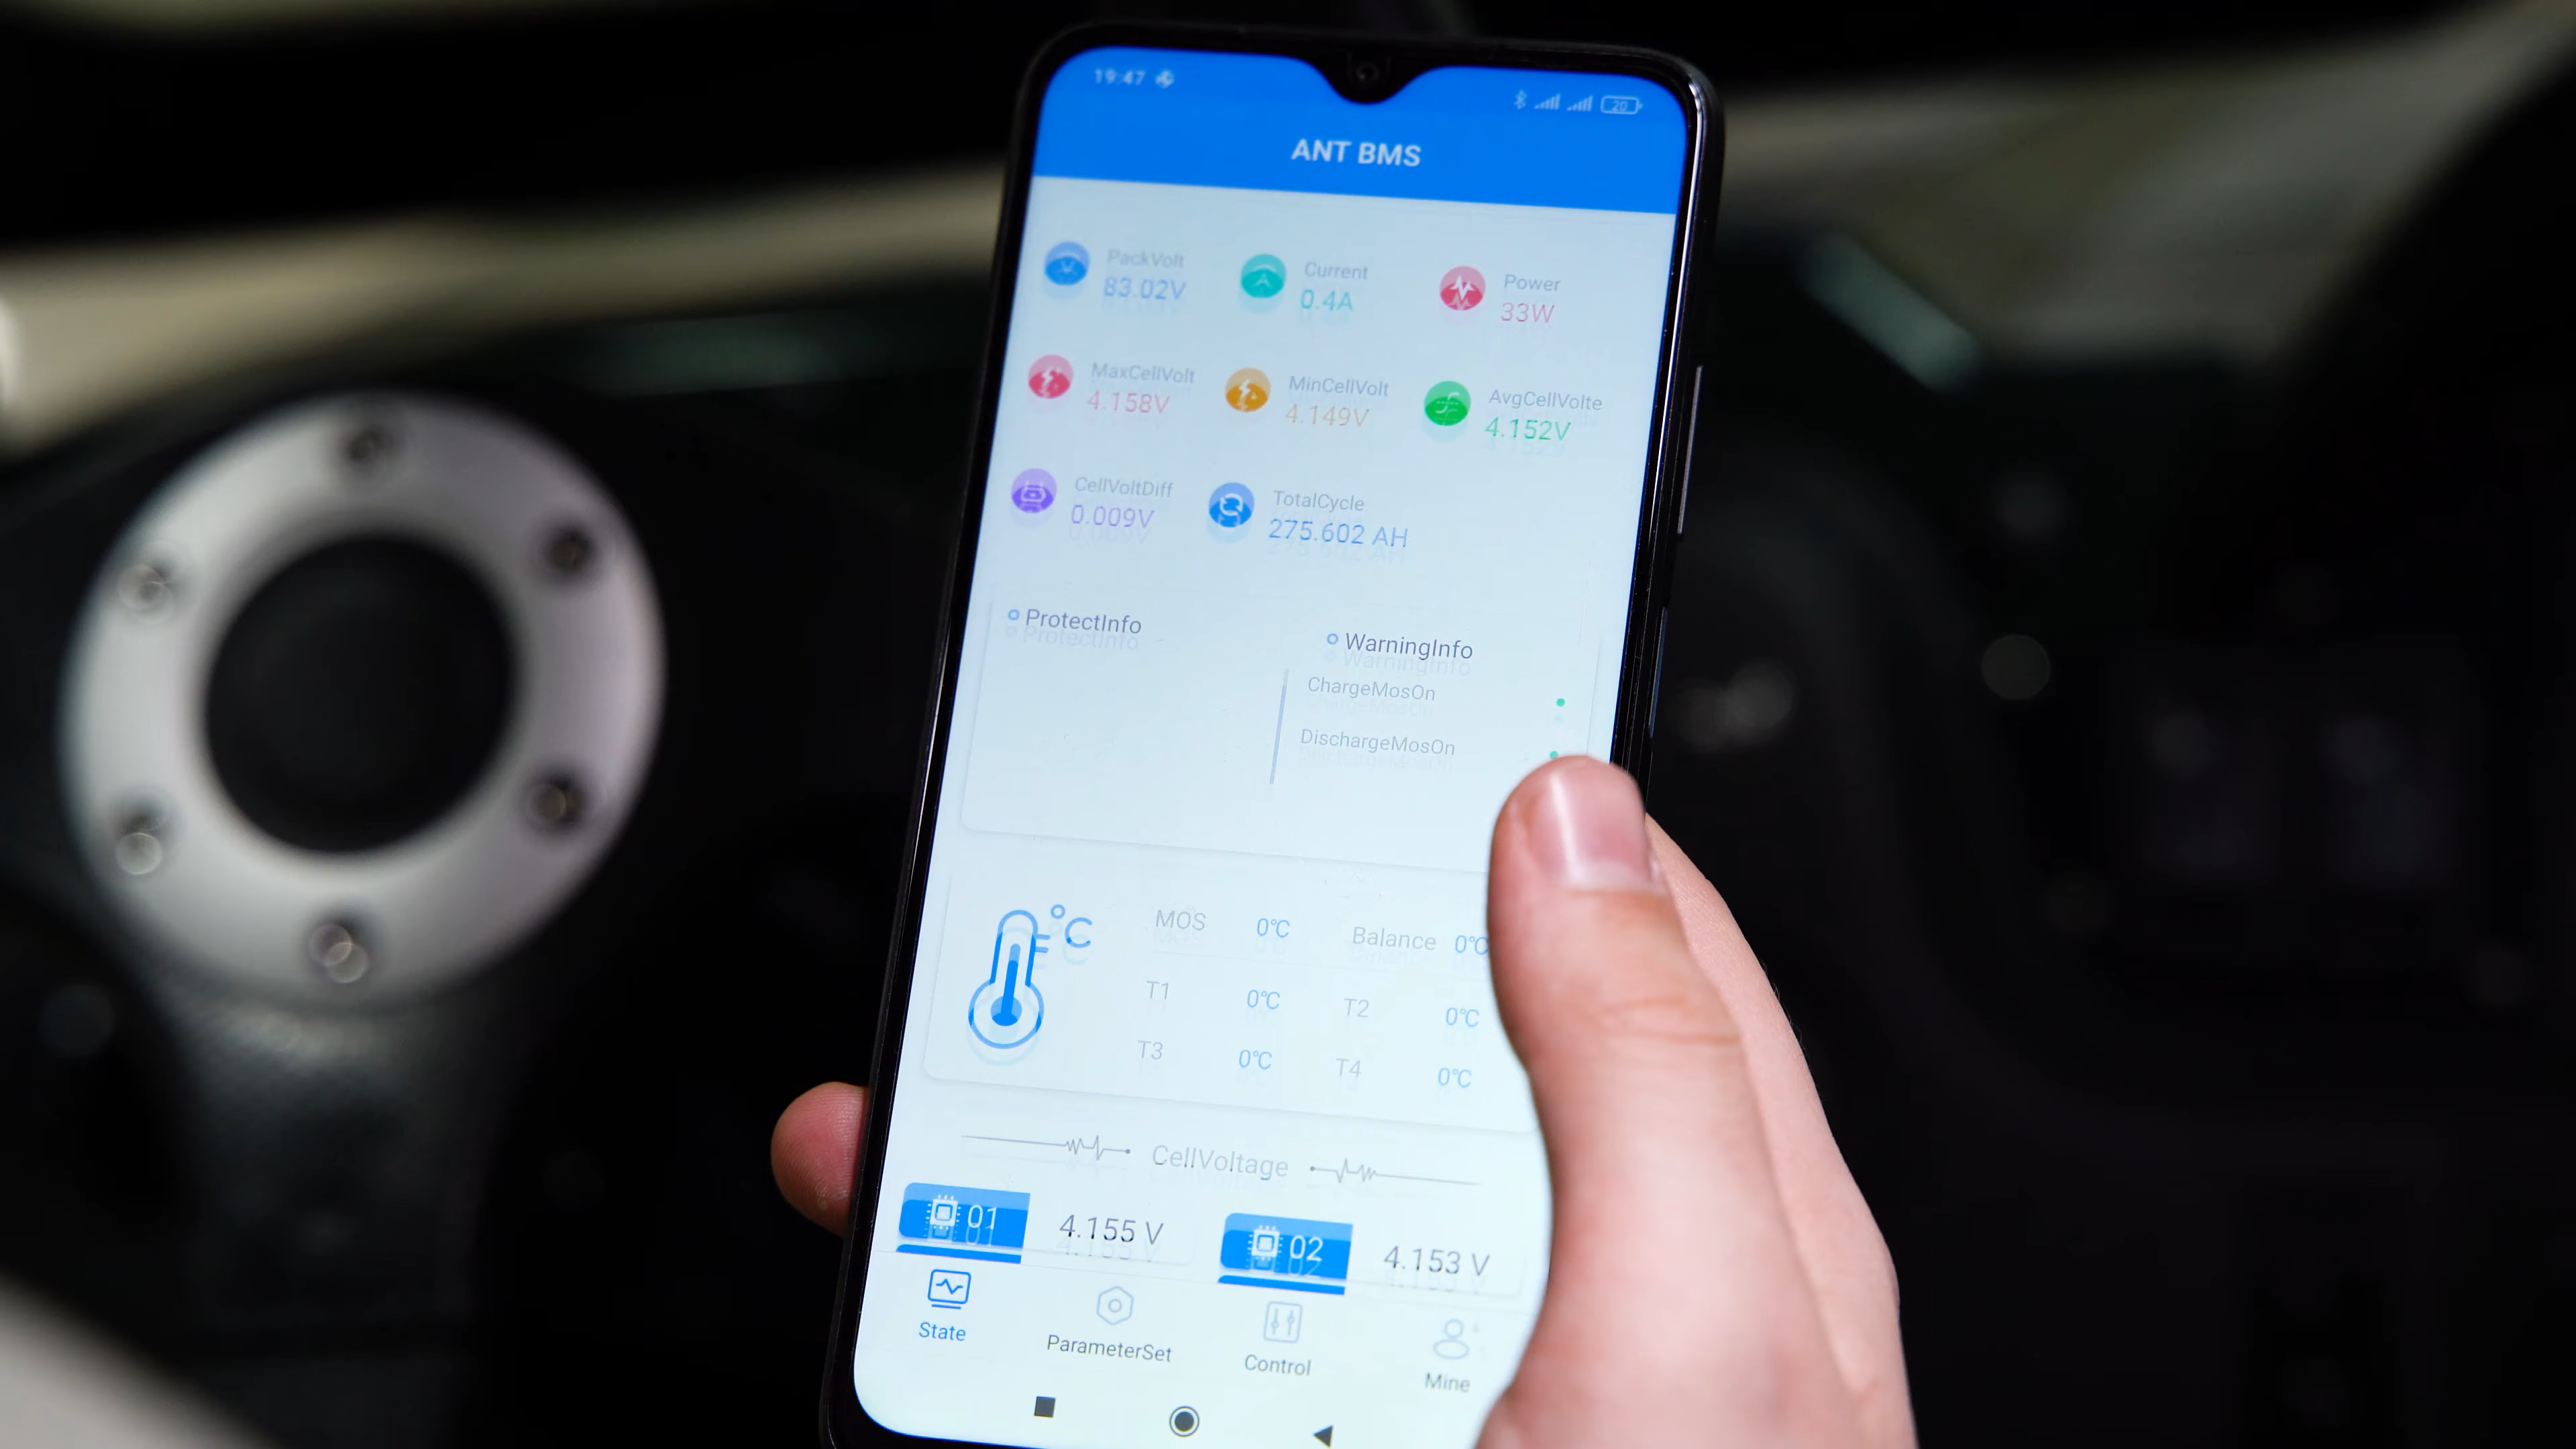 19:47 20
ANT BMS
PackVolt Current Power
83.02V 0.4A 33W
MaxCellVolt MinCellVolt AvgCellVolte
4.158V 4.149V 4.152V
CellVoltDiff TotalCycle
0.009V 275.602 AH
ProtectInfo WarningInfo
ChargeMosOn
DischargeMosOn
°C
MOS 0℃ Balance 0℃
T1 0℃ T2 0℃
T3 0℃ T4 0℃
CellVoltage
01 4.155 V 02 4.153 V
State ParameterSet Control Mine